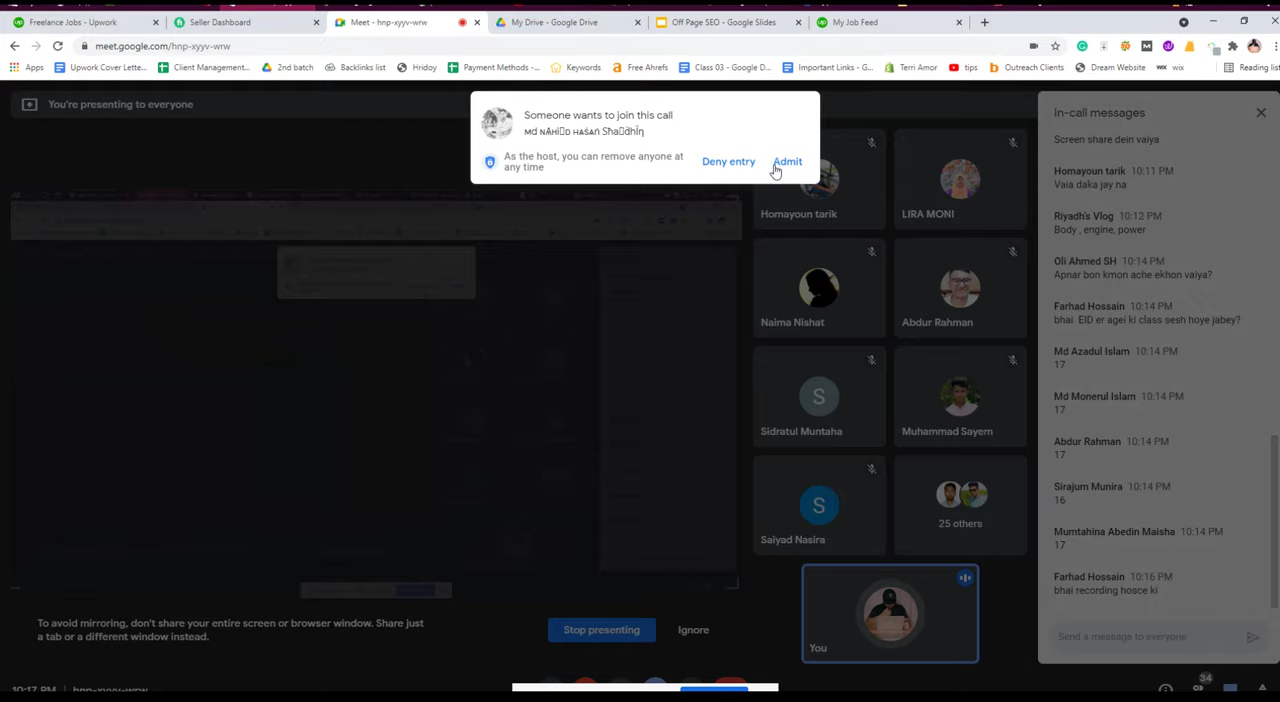 Freelance Jobs - Upwork
Seller Dashboard
Meet - hnp-xyyv-wrw
My Drive - Google Drive
Off Page SEO - Google Slides
My Job Feed
meet.google.com/hnp-xyyv-wrw
Apps
Upwork Cover Lette...
Client Management...
2nd batch
Backlinks list
Hridoy
Payment Methods -...
Keywords
Free Ahrefs
Class 03 - Google D...
Important Links - G...
Terri Amor
tips
Outreach Clients
Dream Website
wix
Reading list
You're presenting to everyone
Someone wants to join this call
As the host, you can remove anyone at
any time
Deny entry
Admit
Homayoun tarik
LIRA MONI
Naima Nishat
Abdur Rahman
S
Sidratul Muntaha
Muhammad Sayem
S
Saiyad Nasira
25 others
You
In-call messages
Screen share dein vaiya
Homayoun tarik 10:11 PM
Vaia daka jay na
Riyadh's Vlog 10:12 PM
Body , engine, power
Oli Ahmed SH 10:14 PM
Apnar bon kmon ache ekhon vaiya?
Farhad Hossain 10:14 PM
bhai EID er agei ki class sesh hoye jabey?
Md Azadul Islam 10:14 PM
17
Md Monerul Islam 10:14 PM
17
Abdur Rahman 10:14 PM
17
Sirajum Munira 10:14 PM
16
Mumtahina Abedin Maisha 10:14 PM
17
Farhad Hossain 10:16 PM
bhai recording hosce ki
Send a message to everyone
To avoid mirroring, don't share your entire screen or browser window. Share just
a tab or a different window instead.
Stop presenting
Ignore
10:17 PM | hnp-xyyv-wrw
34